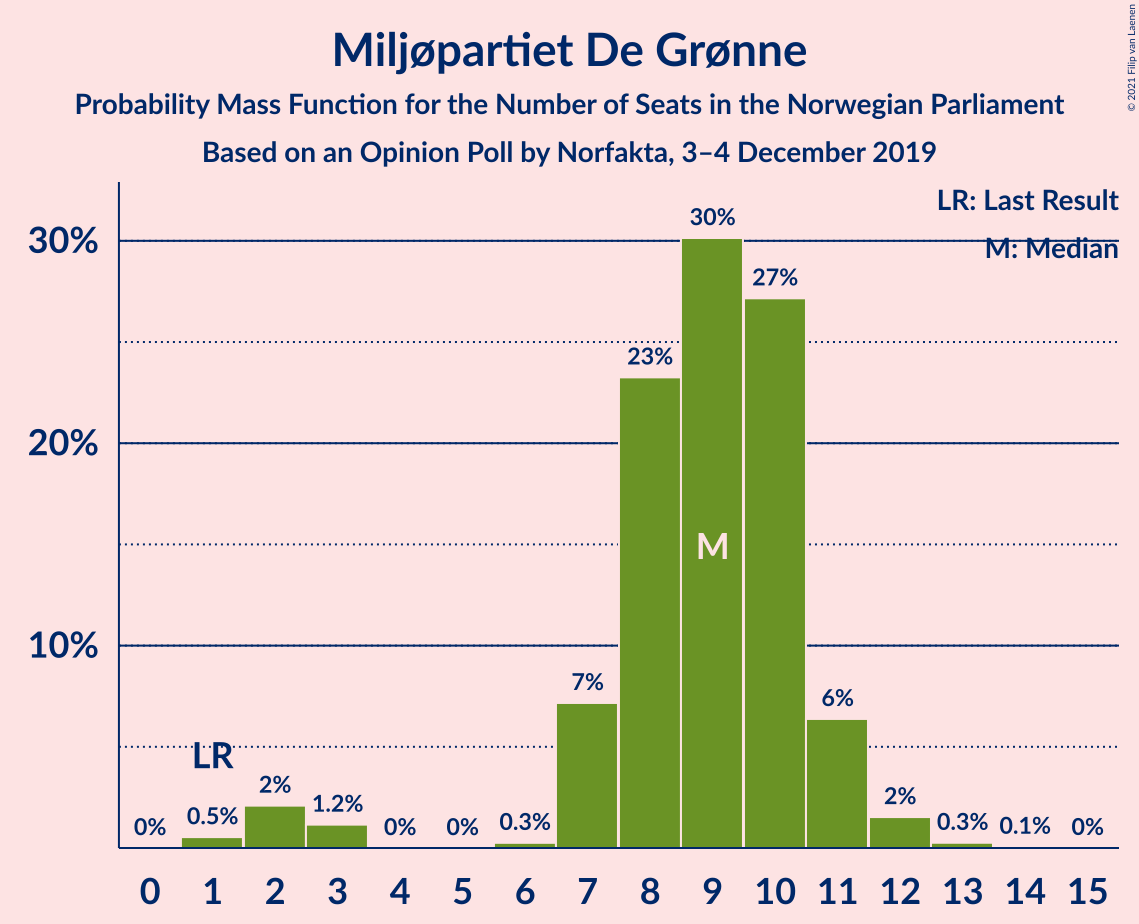 Miljøpartiet De Grønne
Probability Mass Function for the Number of Seats in the Norwegian Parliament
Based on an Opinion Poll by Norfakta, 3–4 December 2019
© 2021 Filip van Laenen
LR: Last Result
M: Median
30%
20%
10%
0%
LR
0.5%
2%
1.2%
0%
0%
0.3%
7%
23%
30%
M
27%
6%
2%
0.3%
0.1%
0%
0 1 2 3 4 5 6 7 8 9 10 11 12 13 14 15